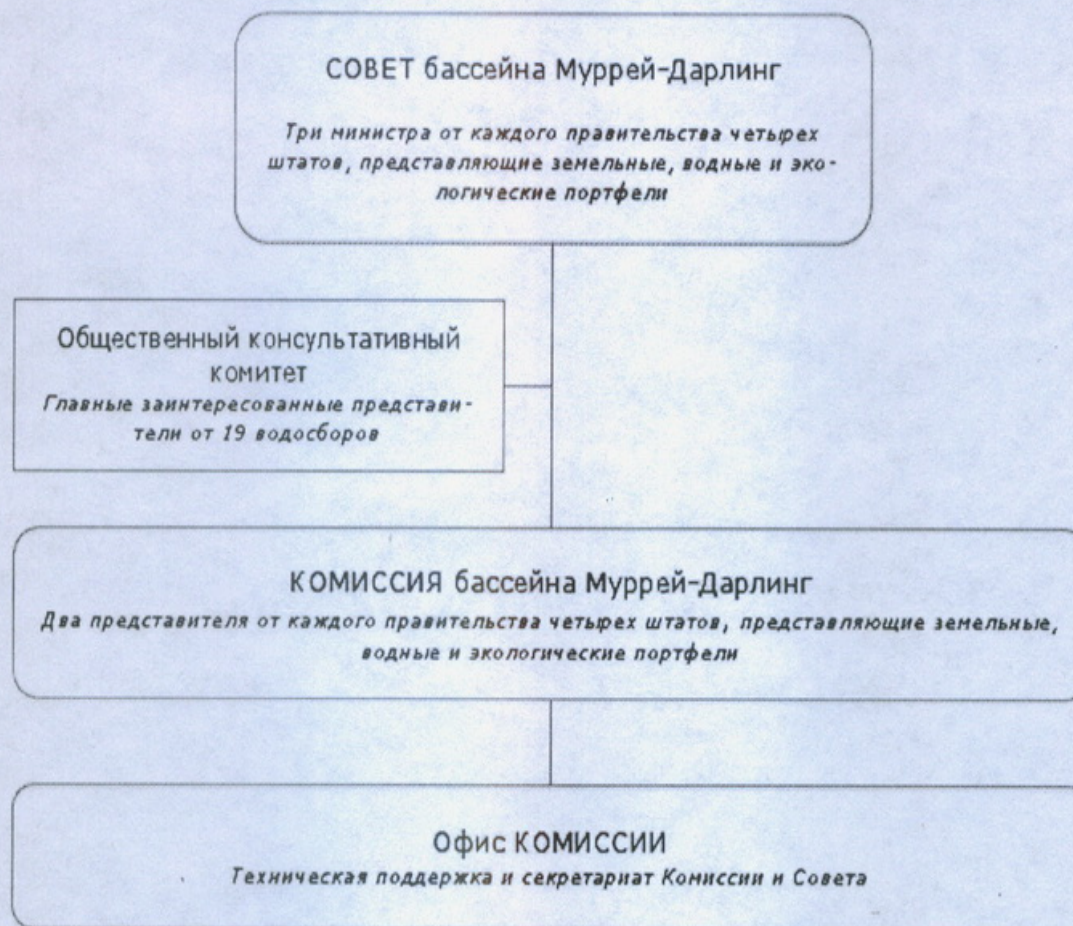 СОВЕТ бассейна Муррей-Дарлинг
Три министра от каждого правительства четырех
штатов, представляющие земельные, водные и эко-
логические портфели
Общественный консультативный
комитет
Главные заинтересованные представи-
тели от 19 водосборов
КОМИССИЯ бассейна Муррей-Дарлинг
Два представителя от каждого правительства четырех штатов, представляющие земельные,
водные и экологические портфели
Офис КОМИССИИ
Техническая поддержка и секретариат Комиссии и Совета